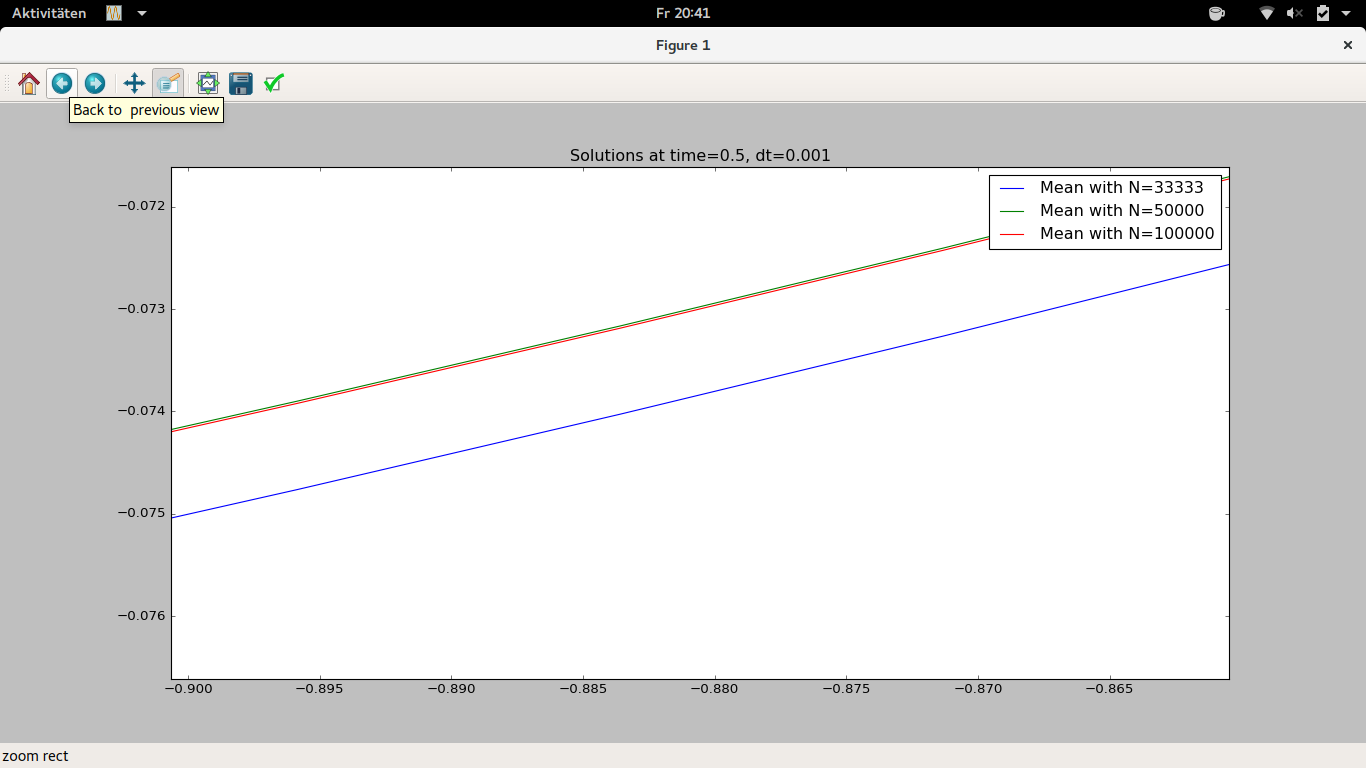 Aktivitäten
Fr 20:41
Figure 1
Back to  previous view
Solutions at time=0.5, dt=0.001
Mean with N=33333
Mean with N=50000
Mean with N=100000
−0.072
−0.073
−0.074
−0.075
−0.076
−0.900 −0.895 −0.890 −0.885 −0.880 −0.875 −0.870 −0.865
zoom rect